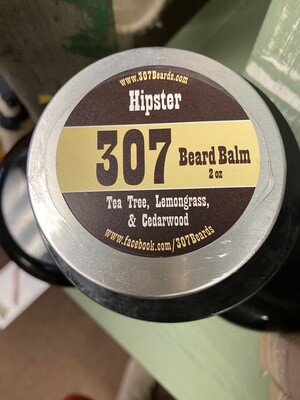 www.307Beards.com
Hipster
307 Beard Balm
2 oz
Tea Tree, Lemongrass,
& Cedarwood
www.facebook.com/307Beards